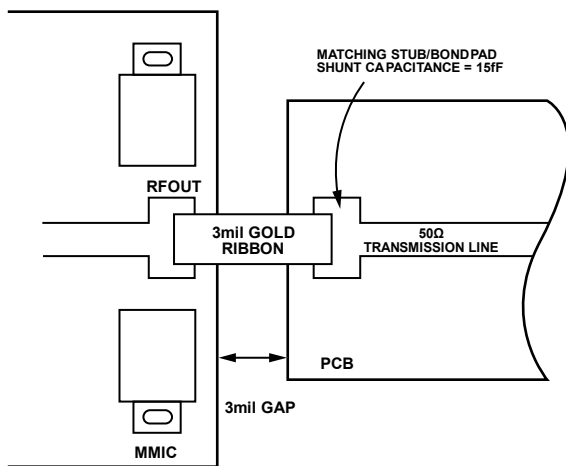 MATCHING STUB/BONDPAD
SHUNT CAPACITANCE = 15fF
RFOUT
3mil GOLD
RIBBON
50Ω
TRANSMISSION LINE
PCB
3mil GAP
MMIC